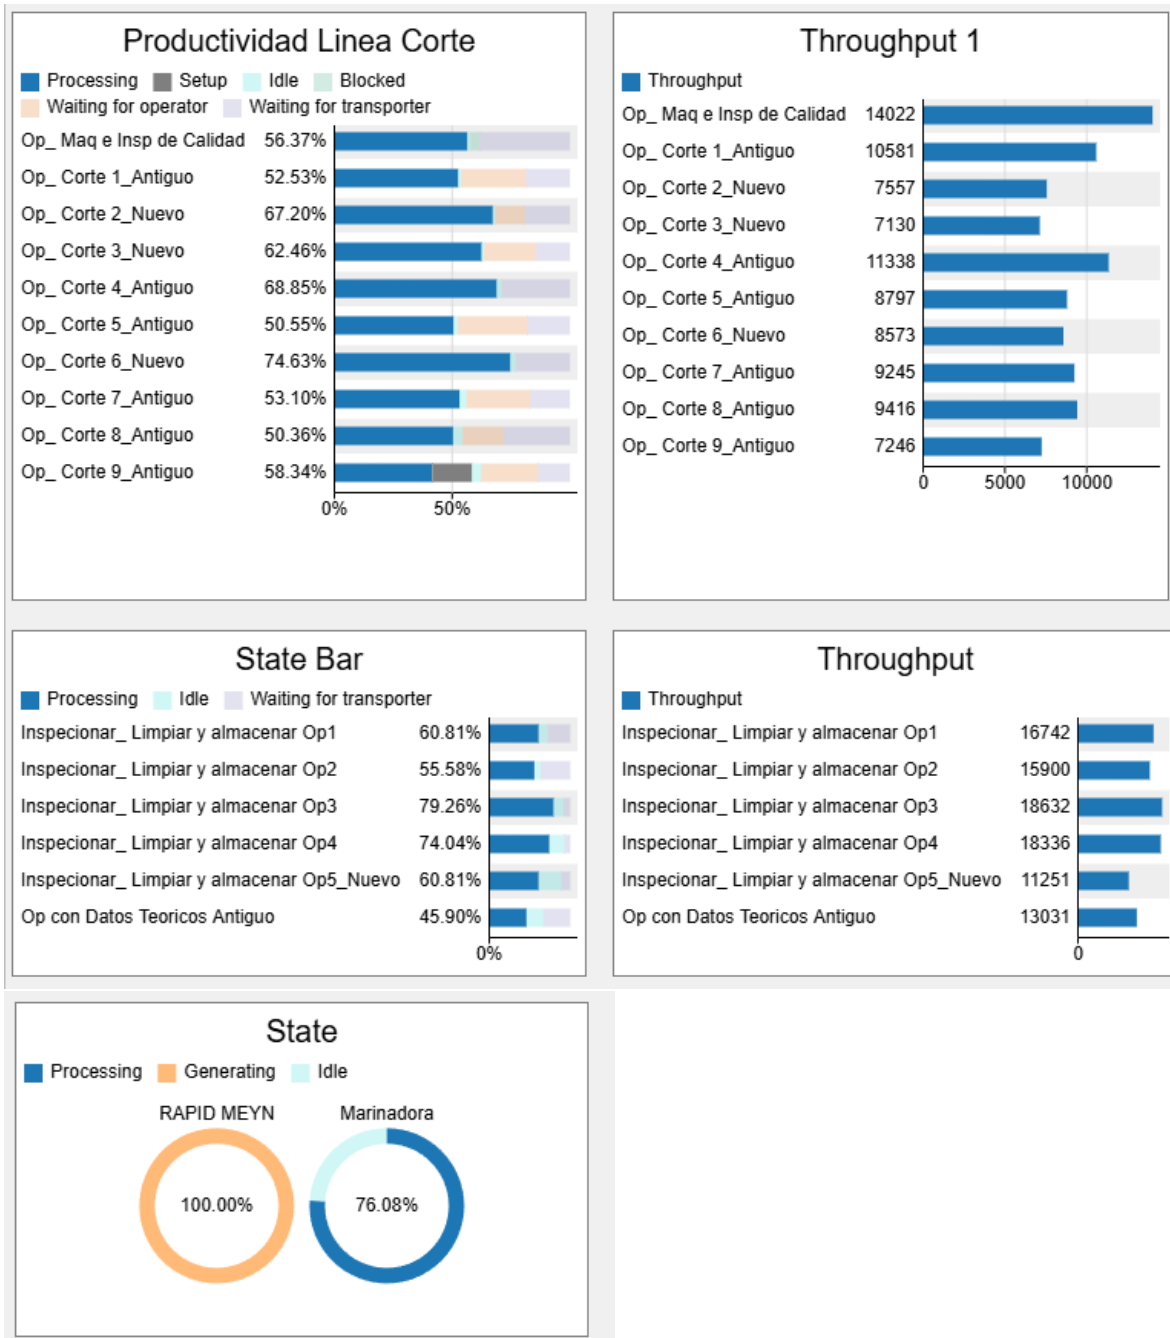 Productividad Linea Corte
Processing Setup Idle Blocked
Waiting for operator Waiting for transporter
Op_ Maq e Insp de Calidad 56.37%
Op_ Corte 1_Antiguo 52.53%
Op_ Corte 2_Nuevo 67.20%
Op_ Corte 3_Nuevo 62.46%
Op_ Corte 4_Antiguo 68.85%
Op_ Corte 5_Antiguo 50.55%
Op_ Corte 6_Nuevo 74.63%
Op_ Corte 7_Antiguo 53.10%
Op_ Corte 8_Antiguo 50.36%
Op_ Corte 9_Antiguo 58.34%
0% 50%
Throughput 1
Throughput
Op_ Maq e Insp de Calidad 14022
Op_ Corte 1_Antiguo 10581
Op_ Corte 2_Nuevo 7557
Op_ Corte 3_Nuevo 7130
Op_ Corte 4_Antiguo 11338
Op_ Corte 5_Antiguo 8797
Op_ Corte 6_Nuevo 8573
Op_ Corte 7_Antiguo 9245
Op_ Corte 8_Antiguo 9416
Op_ Corte 9_Antiguo 7246
0 5000 10000
State Bar
Processing Idle Waiting for transporter
Inspecionar_ Limpiar y almacenar Op1 60.81%
Inspecionar_ Limpiar y almacenar Op2 55.58%
Inspecionar_ Limpiar y almacenar Op3 79.26%
Inspecionar_ Limpiar y almacenar Op4 74.04%
Inspecionar_ Limpiar y almacenar Op5_Nuevo 60.81%
Op con Datos Teoricos Antiguo 45.90%
0%
Throughput
Throughput
Inspecionar_ Limpiar y almacenar Op1 16742
Inspecionar_ Limpiar y almacenar Op2 15900
Inspecionar_ Limpiar y almacenar Op3 18632
Inspecionar_ Limpiar y almacenar Op4 18336
Inspecionar_ Limpiar y almacenar Op5_Nuevo 11251
Op con Datos Teoricos Antiguo 13031
0
State
Processing Generating Idle
RAPID MEYN Marinadora
100.00% 76.08%